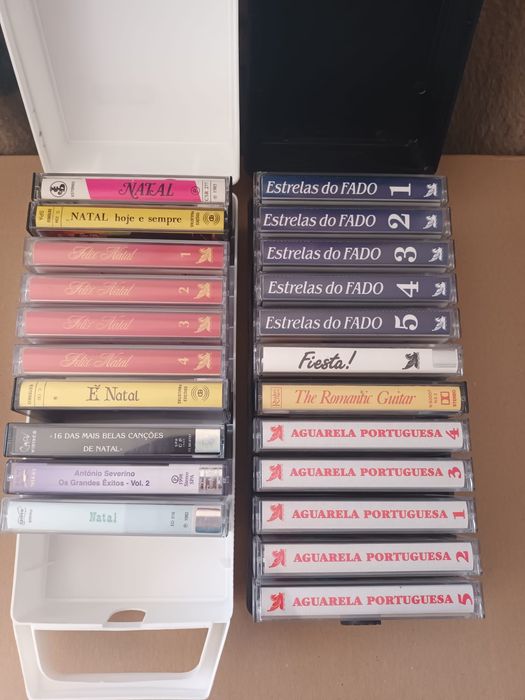 NATAL
NATAL hoje e sempre
Feliz Natal 1
Feliz Natal 2
Feliz Natal 3
Feliz Natal 4
É Natal
-16 DAS MAIS BELAS CANÇÕES
DE NATAL-
António Severino
Os Grandes Êxitos - Vol. 2
Natal
Estrelas do FADO 1
Estrelas do FADO 2
Estrelas do FADO 3
Estrelas do FADO 4
Estrelas do FADO 5
Fiesta!
The Romantic Guitar
AGUARELA PORTUGUESA 4
AGUARELA PORTUGUESA 3
AGUARELA PORTUGUESA 1
AGUARELA PORTUGUESA 2
AGUARELA PORTUGUESA 5